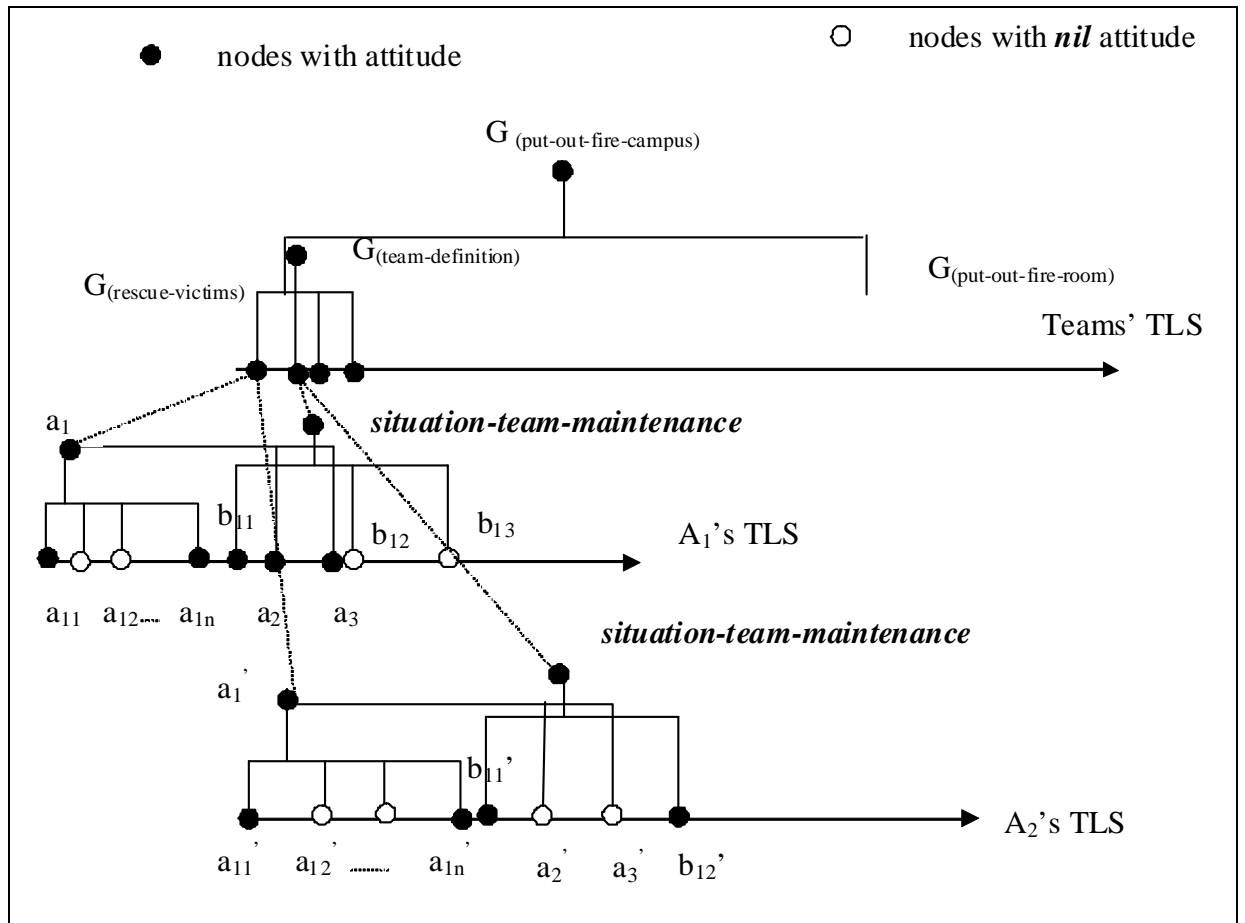 nodes with attitude
nodes with nil attitude
G (put-out-fire-campus)
G(team-definition)
G(rescue-victims)
G(put-out-fire-room)
Teams’ TLS
situation-team-maintenance
a1
b11
b12
b13
A1’s TLS
a11 a12.... a1n a2 a3
situation-team-maintenance
a1’
b11’
A2’s TLS
a11’ a12’ ....... a1n’ a2’ a3’ b12’